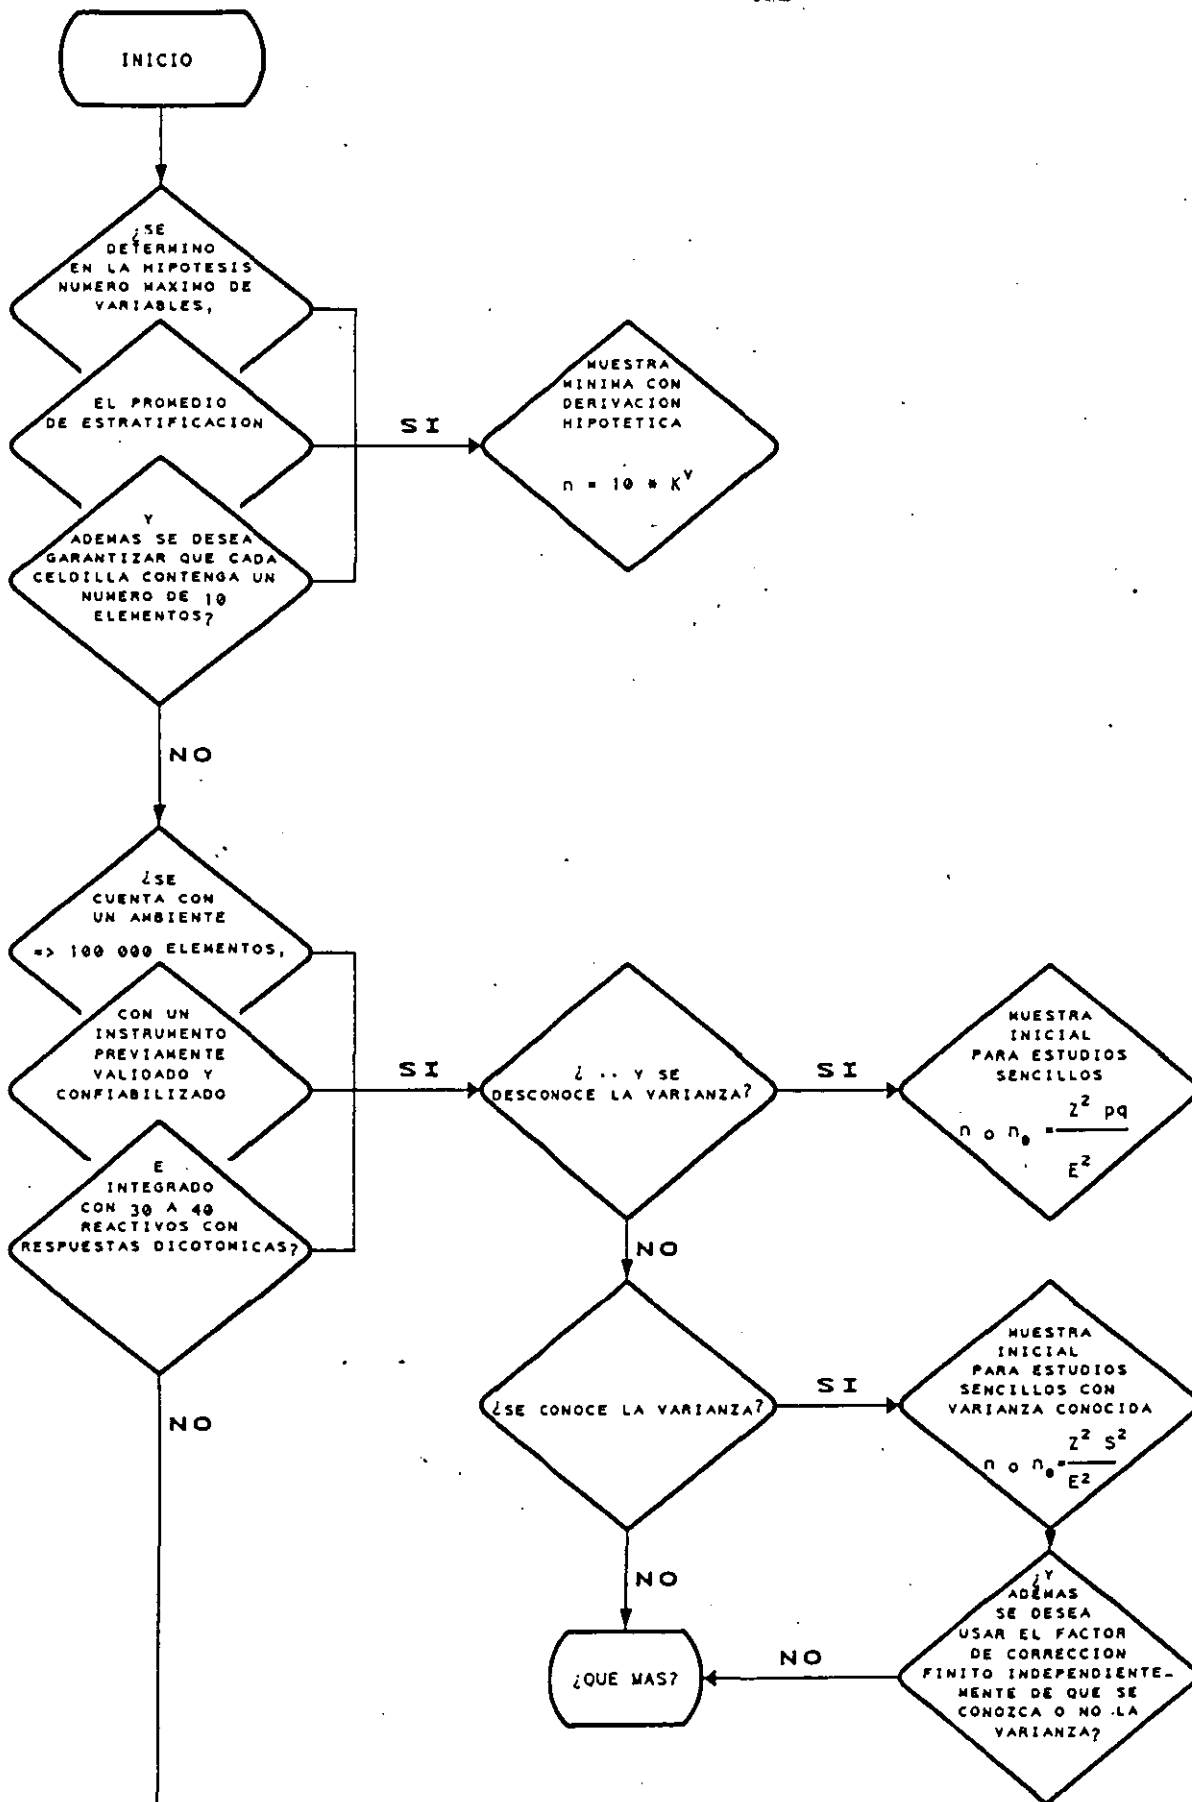 INICIO
¿SE
DETERMINO
EN LA HIPOTESIS
NUMERO MAXIMO DE
VARIABLES,
EL PROMEDIO
DE ESTRATIFICACION
Y
ADEMAS SE DESEA
GARANTIZAR QUE CADA
CELDILLA CONTENGA UN
NUMERO DE 10
ELEMENTOS?
SI
MUESTRA
MINIMA CON
DERIVACION
HIPOTETICA
n = 10 * K^v
NO
¿SE
CUENTA CON
UN AMBIENTE
=> 100 000 ELEMENTOS,
CON UN
INSTRUMENTO
PREVIAMENTE
VALIDADO Y
CONFIABILIZADO
E
INTEGRADO
CON 30 A 40
REACTIVOS CON
RESPUESTAS DICOTOMICAS?
SI
¿ .. Y SE
DESCONOCE LA VARIANZA?
SI
MUESTRA
INICIAL
PARA ESTUDIOS
SENCILLOS
n o n₀ = Z² pq
E²
NO
¿SE CONOCE LA VARIANZA?
SI
MUESTRA
INICIAL
PARA ESTUDIOS
SENCILLOS CON
VARIANZA CONOCIDA
n o n₀ = Z² S²
E²
NO
NO
¿QUE MAS?
NO
¿Y
ADEMAS
SE DESEA
USAR EL FACTOR
DE CORRECCION
FINITO INDEPENDIENTE-
MENTE DE QUE SE
CONOZCA O NO LA
VARIANZA?